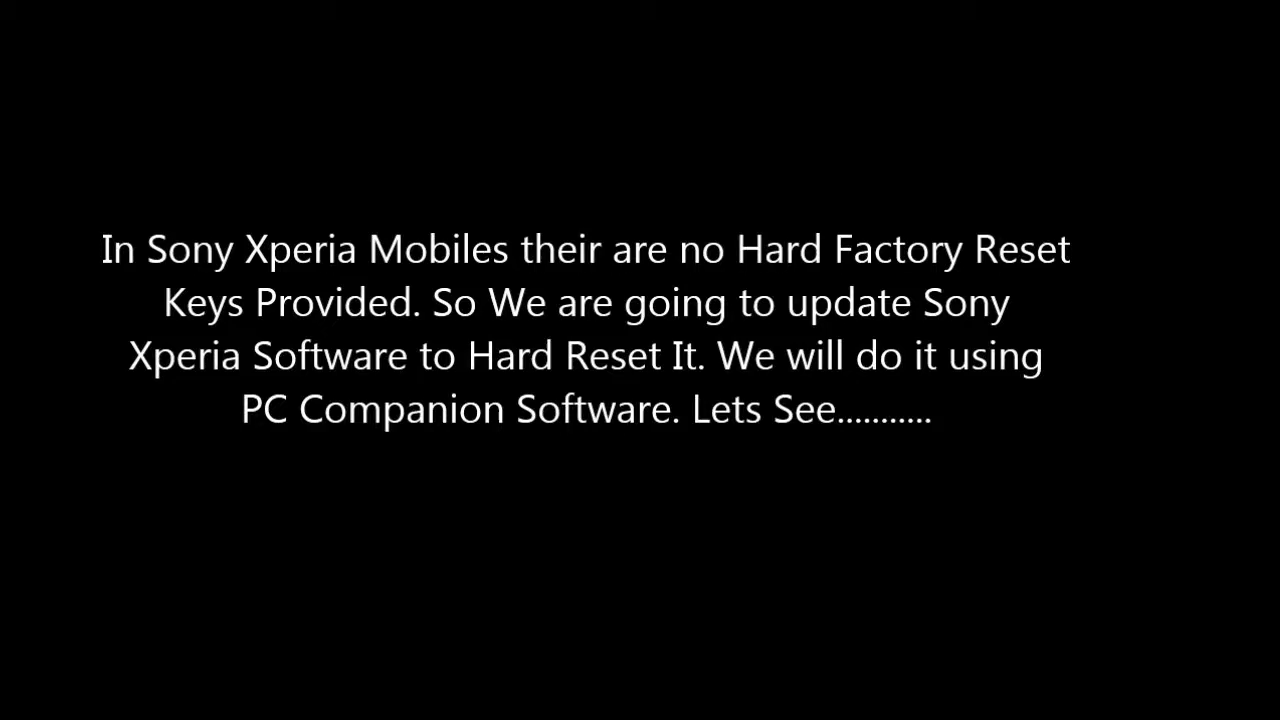 In Sony Xperia Mobiles their are no Hard Factory Reset
Keys Provided. So We are going to update Sony
Xperia Software to Hard Reset It. We will do it using
PC Companion Software. Lets See...........